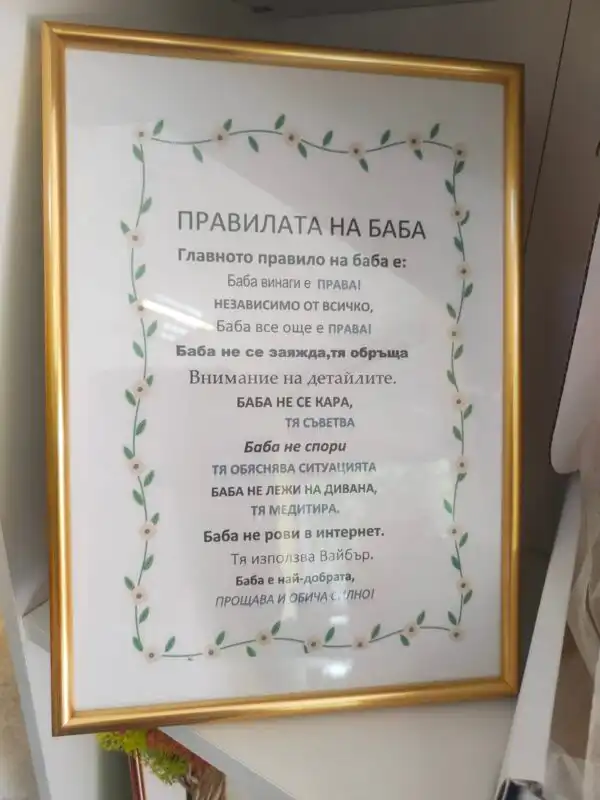 ПРАВИЛАТА НА БАБА
Главното правило на баба е:
Баба винаги е ПРАВА!
НЕЗАВИСИМО ОТ ВСИЧКО,
Баба все още е ПРАВА!
Баба не се заяжда,тя обръща
Внимание на детайлите.
БАБА НЕ СЕ КАРА,
ТЯ СЪВЕТВА
Баба не спори
ТЯ ОБЯСНЯВА СИТУАЦИЯТА
БАБА НЕ ЛЕЖИ НА ДИВАНА,
ТЯ МЕДИТИРА.
Баба не рови в интернет.
Тя използва Вайбър.
Баба е най-добрата,
ПРОЩАВА И ОБИЧА СИЛНО!